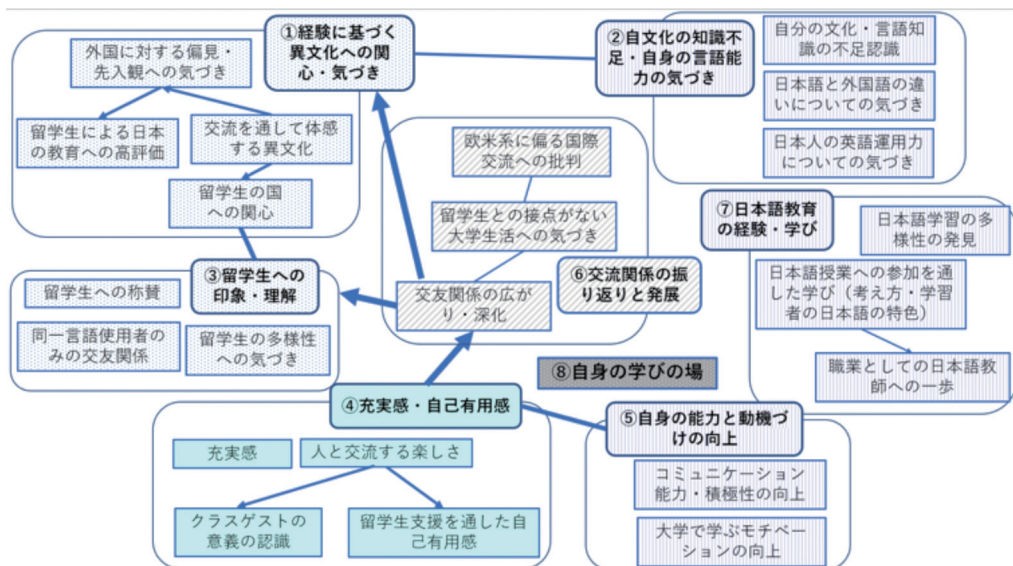 ①経験に基づく
異文化への関
心・気づき
外国に対する偏見・
先入観への気づき
留学生による日本
の教育への高評価
交流を通して体感
する異文化
留学生の国
への関心
②自文化の知識不
足・自身の言語能
力の気づき
自分の文化・言語知
識の不足認識
日本語と外国語の違
いについての気づき
日本人の英語運用力
についての気づき
欧米系に偏る国際
交流への批判
留学生との接点がない
大学生活への気づき
⑥交流関係の振
り返りと発展
交友関係の広が
り・深化
⑦日本語教育
の経験・学び
日本語学習の多
様性の発見
日本語授業への参加を通
した学び（考え方・学習
者の日本語の特色）
職業としての日本語教
師への一歩
③留学生への
印象・理解
留学生への称賛
同一言語使用者の
みの交友関係
留学生の多様性
への気づき
⑧自身の学びの場
④充実感・自己有用感
充実感
人と交流する楽しさ
クラスゲストの
意義の認識
留学生支援を通した自
己有用感
⑤自身の能力と動機づ
けの向上
コミュニケーション
能力・積極性の向上
大学で学ぶモチベー
ションの向上